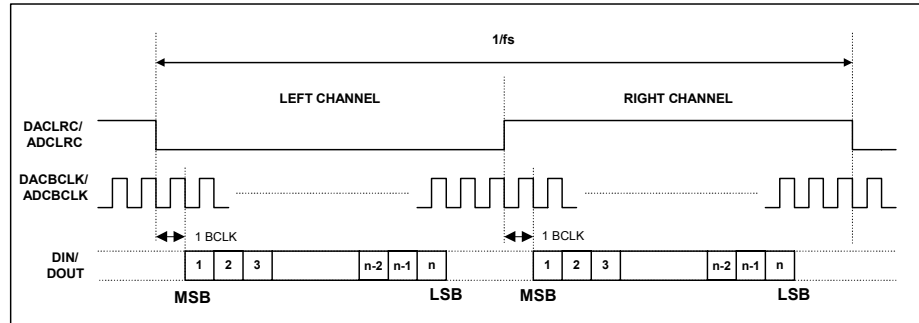 1/fs
LEFT CHANNEL RIGHT CHANNEL
DACLRC/
ADCLRC
DACBCLK/
ADCBCLK
1 BCLK 1 BCLK
DIN/
DOUT
1 2 3 n-2 n-1 n 1 2 3 n-2 n-1 n
MSB LSB MSB LSB